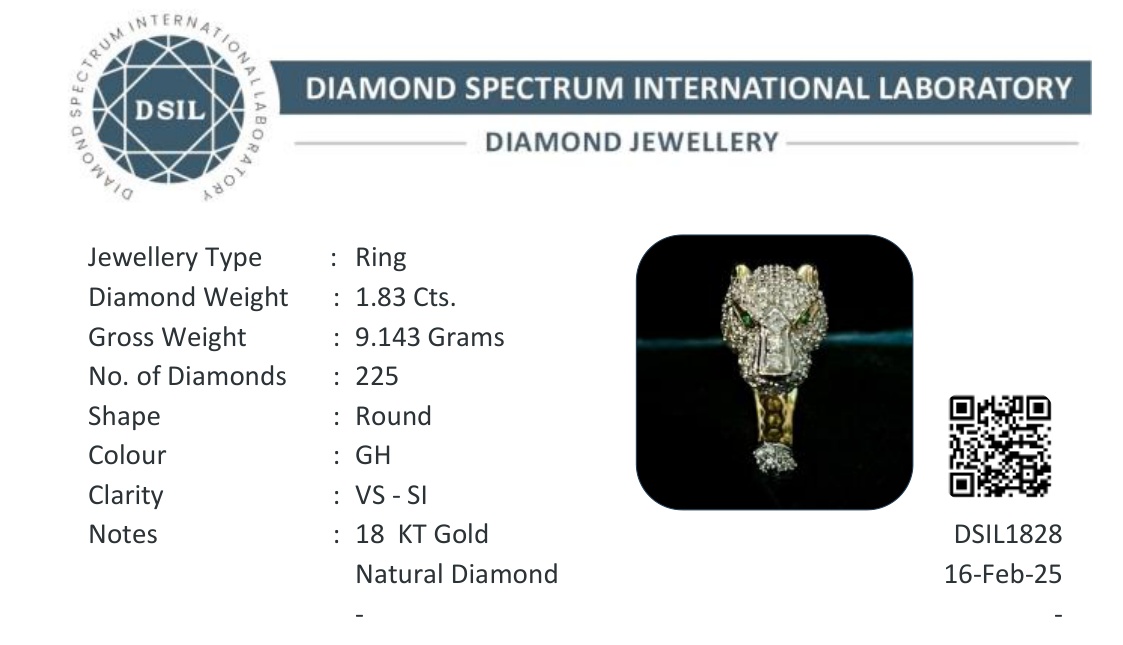 DIAMOND SPECTRUM INTERNATIONAL LABORATORY
DSIL
DIAMOND SPECTRUM INTERNATIONAL LABORATORY
DIAMOND JEWELLERY
Jewellery Type : Ring
Diamond Weight : 1.83 Cts.
Gross Weight : 9.143 Grams
No. of Diamonds : 225
Shape : Round
Colour : GH
Clarity : VS - SI
Notes : 18 KT Gold
DSIL1828
Natural Diamond
16-Feb-25
-
-